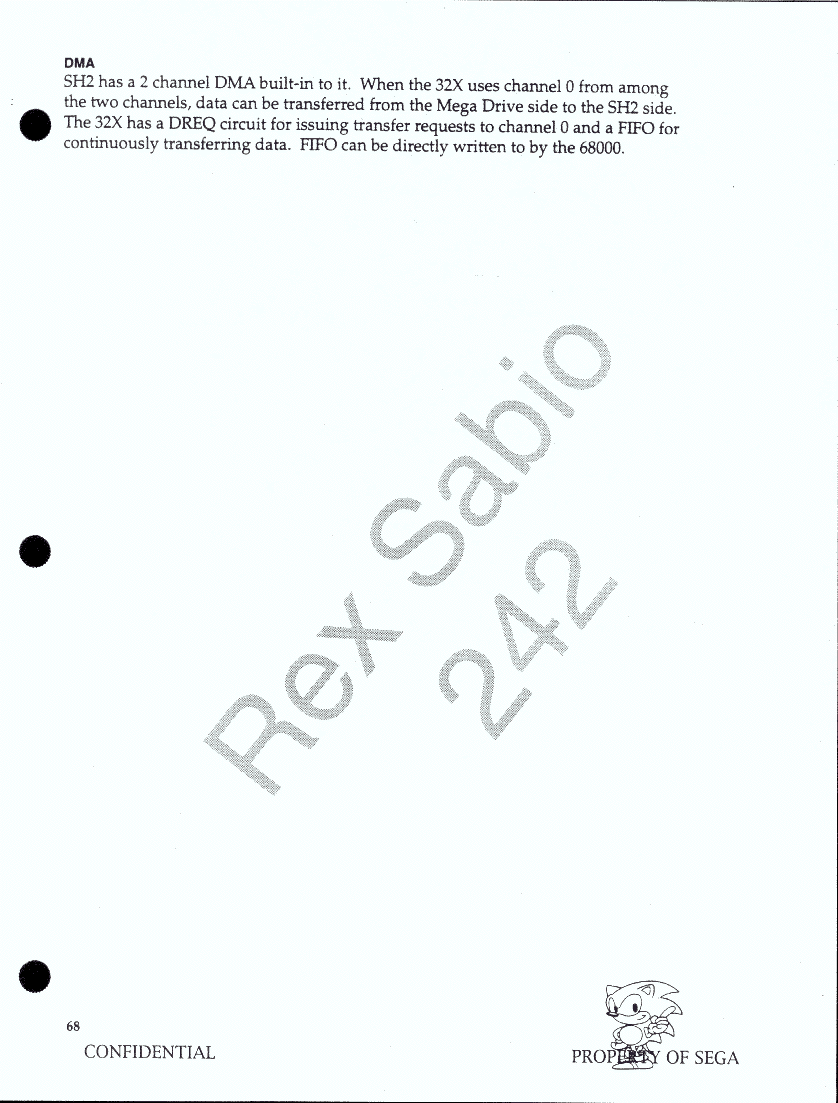 DMA
SH2 has a 2 channel DMA built-in to it. When the 32X uses channel 0 from among
the two channels, data can be transferred from the Mega Drive side to the SH2 side.
The 32X has a DREQ circuit for issuing transfer requests to channel 0 and a FIFO for
continuously transferring data. FIFO can be directly written to by the 68000.
Rex Sabio
242
68
CONFIDENTIAL
PROPERTY OF SEGA